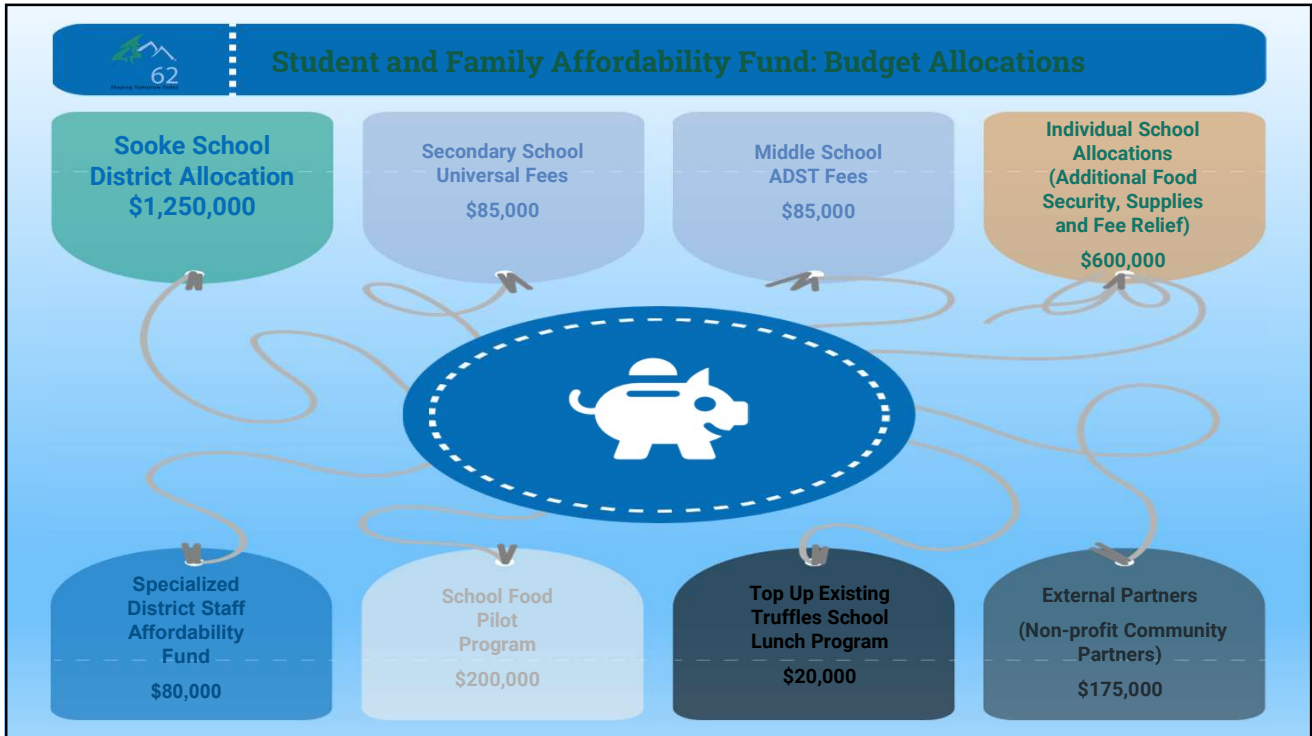 62
Shaping Tomorrow Today
Student and Family Affordability Fund: Budget Allocations
Sooke School
District Allocation
$1,250,000
Secondary School
Universal Fees
$85,000
Middle School
ADST Fees
$85,000
Individual School
Allocations
(Additional Food
Security, Supplies
and Fee Relief)
$600,000
Specialized
District Staff
Affordability
Fund
$80,000
School Food
Pilot
Program
$200,000
Top Up Existing
Truffles School
Lunch Program
$20,000
External Partners
(Non-profit Community
Partners)
$175,000